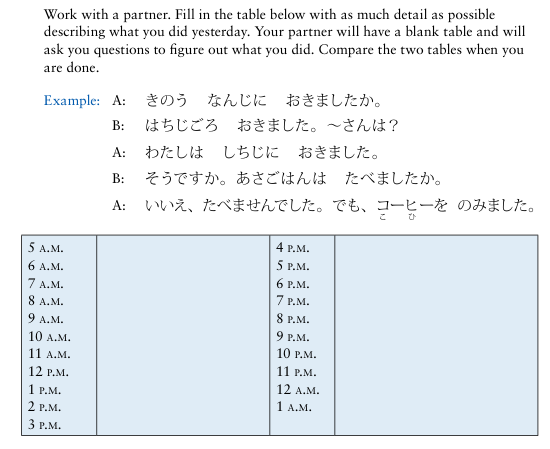 Work with a partner. Fill in the table below with as much detail as possible
describing what you did yesterday. Your partner will have a blank table and will
ask you questions to figure out what you did. Compare the two tables when you
are done.
Example: A: きのう なんじに おきましたか。
B: はちじごろ おきました。〜さんは？
A: わたしは しちじに おきました。
B: そうですか。あさごはんは たべましたか。
A: いいえ、たべませんでした。でも、コーヒーを のみました。
こ ひ
5 A.M.
6 A.M.
7 A.M.
8 A.M.
9 A.M.
10 A.M.
11 A.M.
12 P.M.
1 P.M.
2 P.M.
3 P.M.
4 P.M.
5 P.M.
6 P.M.
7 P.M.
8 P.M.
9 P.M.
10 P.M.
11 P.M.
12 A.M.
1 A.M.